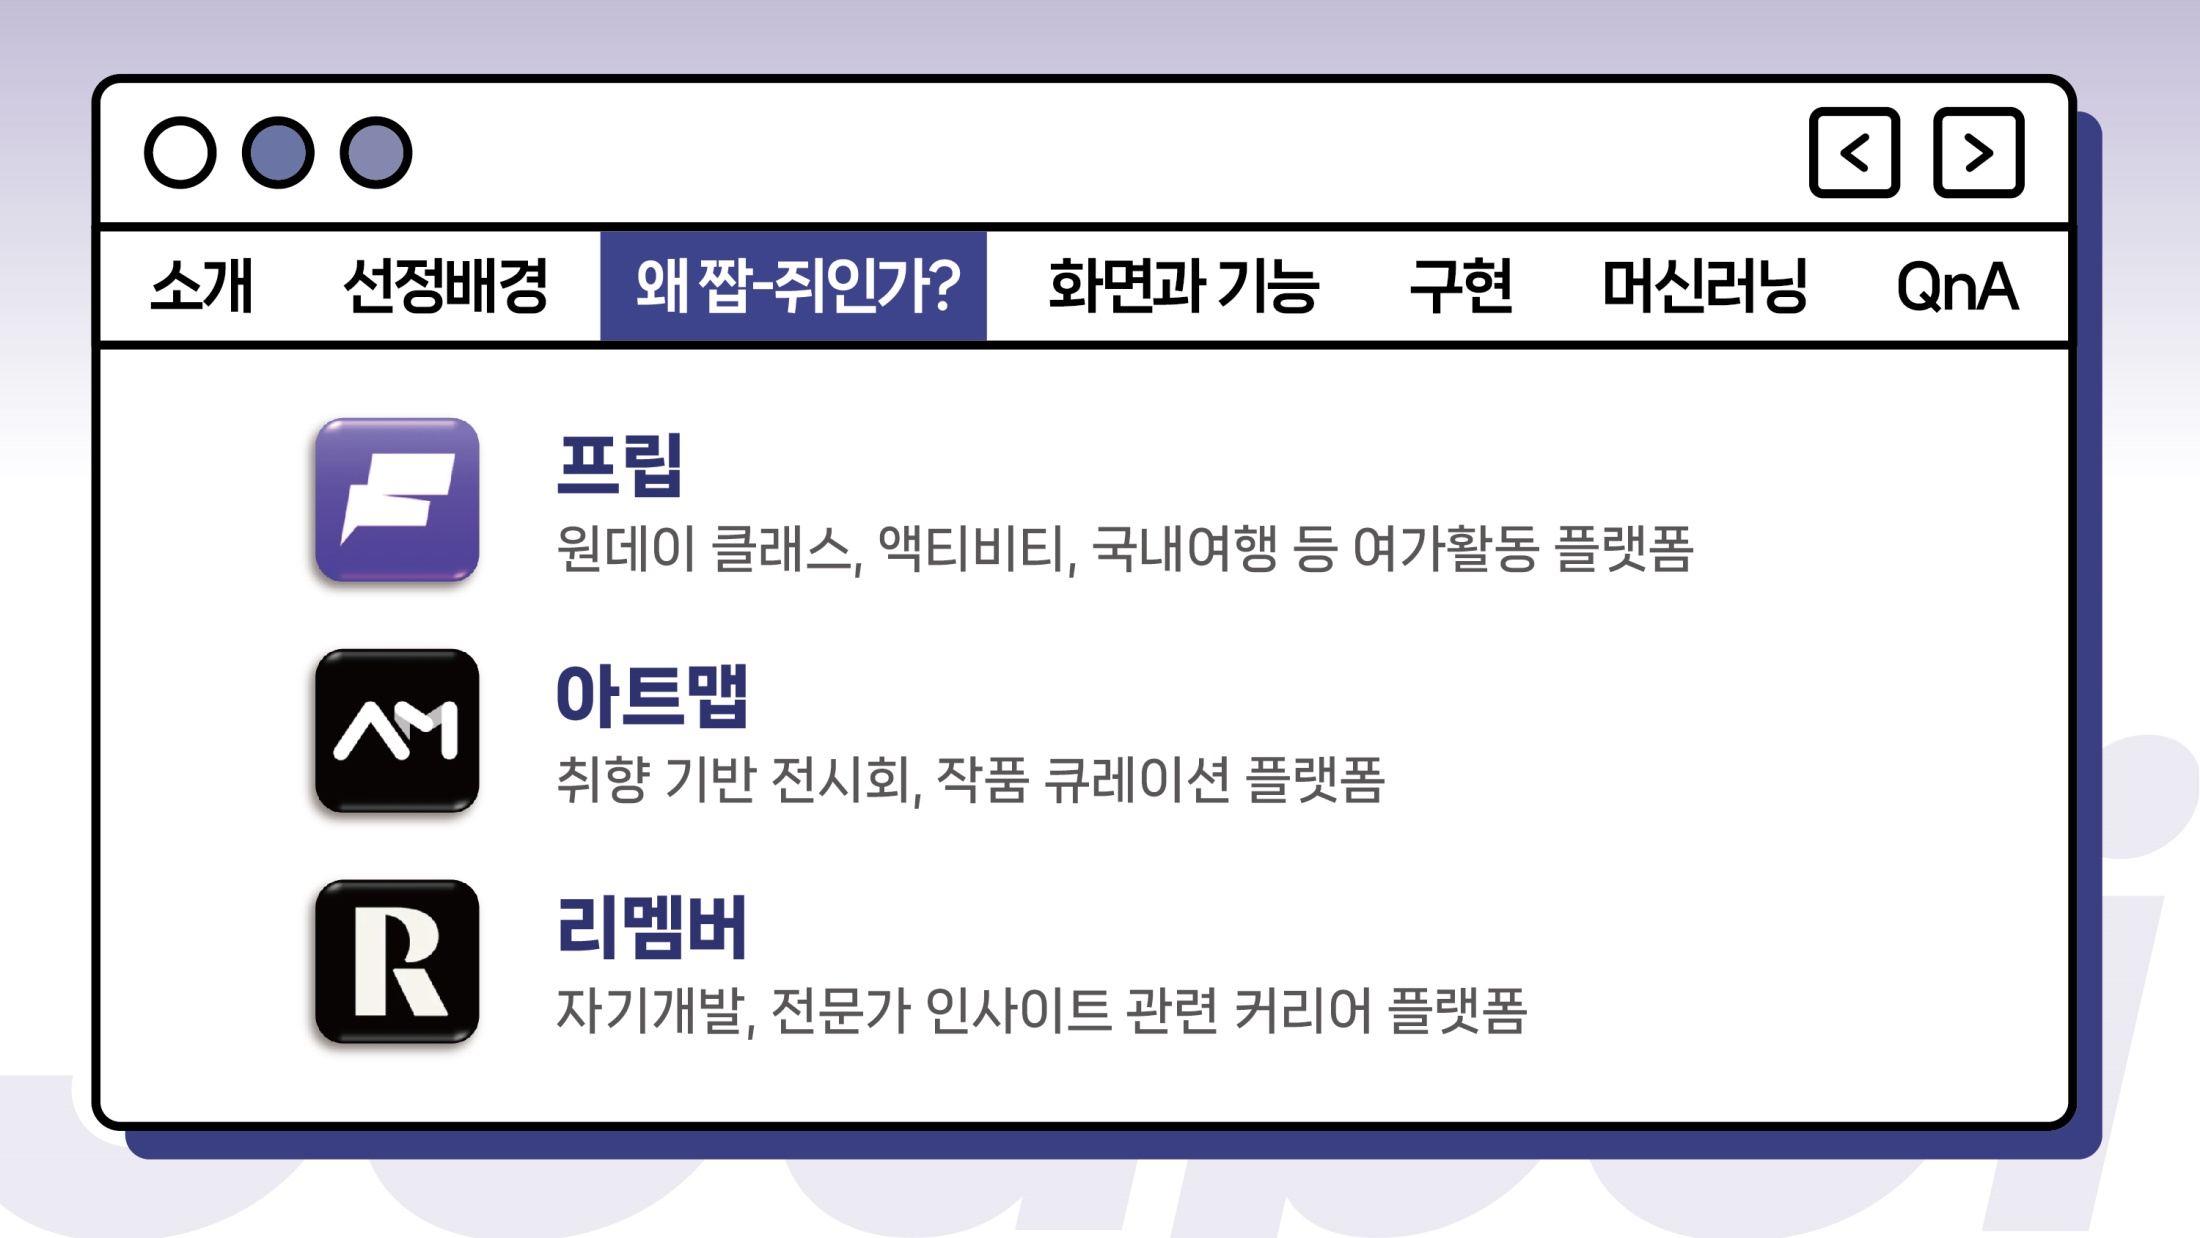 소개 선정배경 왜 짭-쥐인가? 화면과 기능 구현 머신러닝 QnA
프립
원데이 클래스, 액티비티, 국내여행 등 여가활동 플랫폼
AM
아트맵
취향 기반 전시회, 작품 큐레이션 플랫폼
R
리멤버
자기개발, 전문가 인사이트 관련 커리어 플랫폼